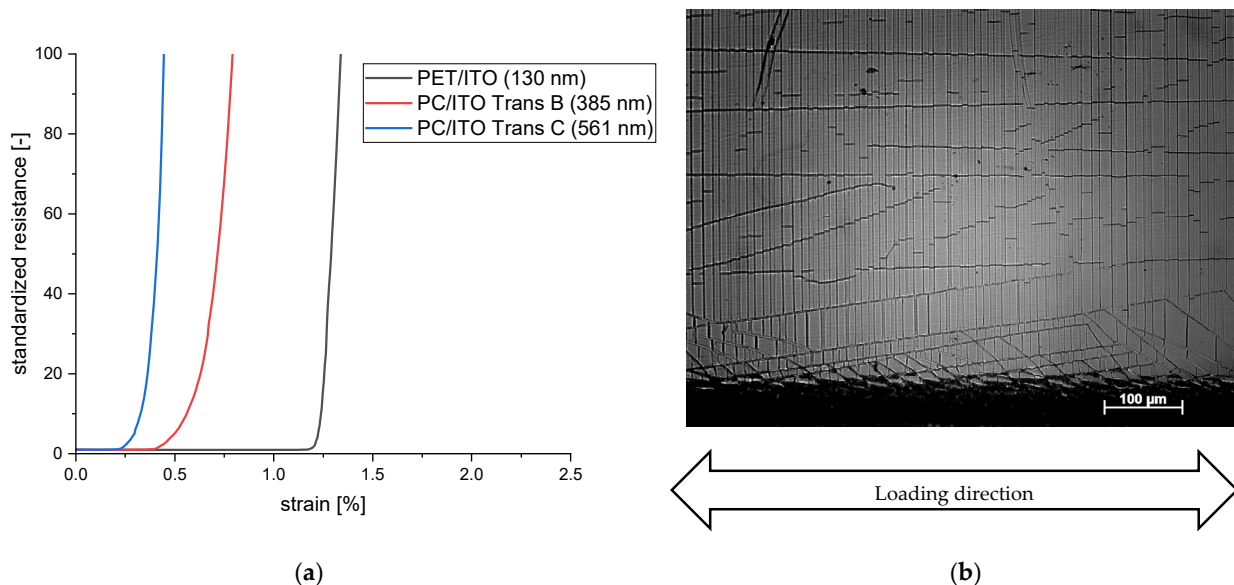 100
80
60
40
20
0
0.0 0.5 1.0 1.5 2.0 2.5
standardized resistance [-]
strain [%]
PET/ITO (130 nm)
PC/ITO Trans B (385 nm)
PC/ITO Trans C (561 nm)
100 µm
Loading direction
(a)
(b)